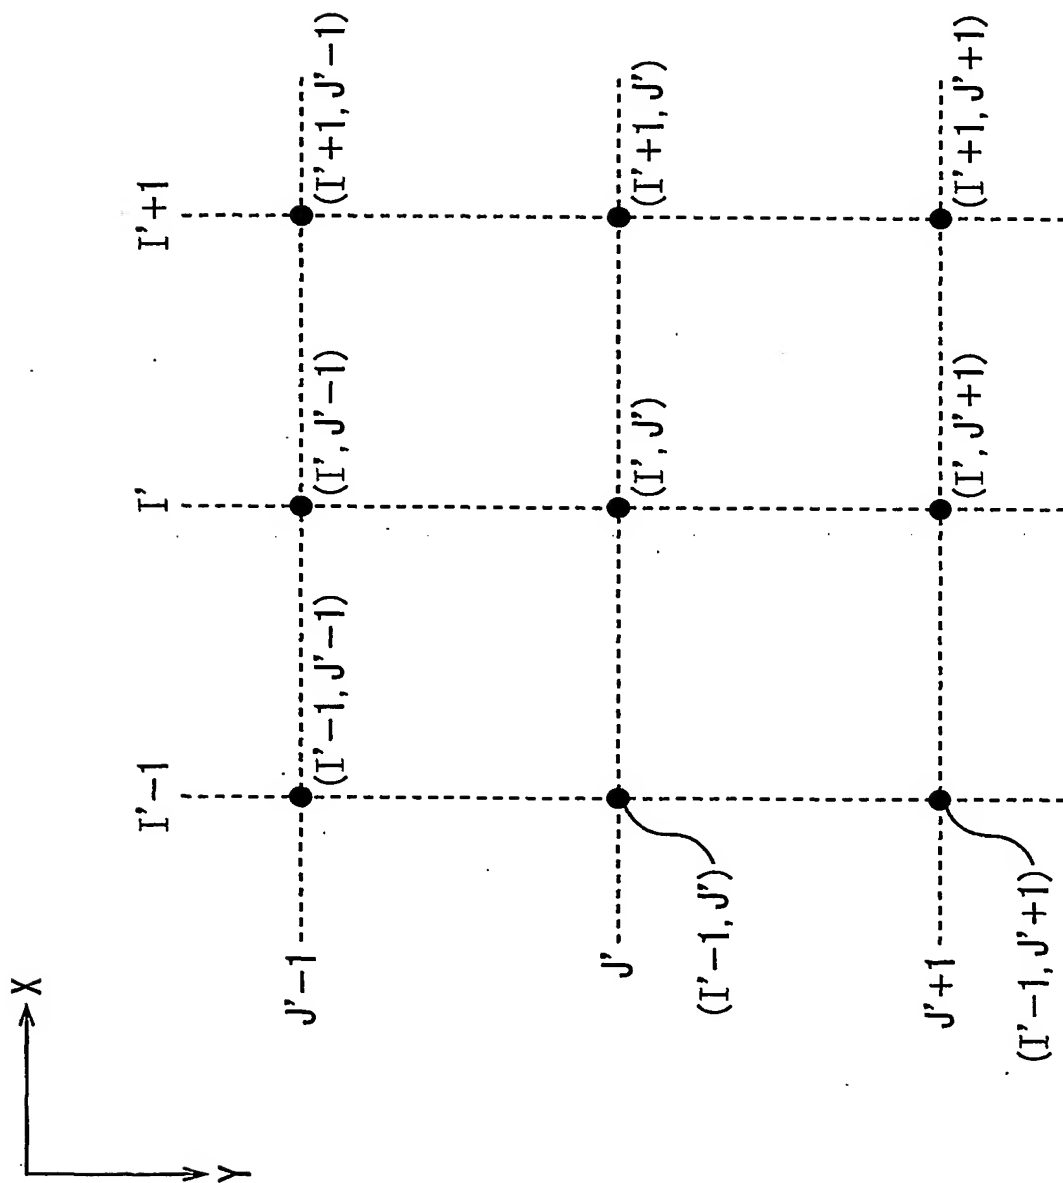 X
I'-1
I'
I'+1
Y
J'-1
(I'-1, J'-1)
(I', J'-1)
(I'+1, J'-1)
J'
(I', J')
(I'+1, J')
(I'-1, J')
J'+1
(I', J'+1)
(I'+1, J'+1)
(I'-1, J'+1)